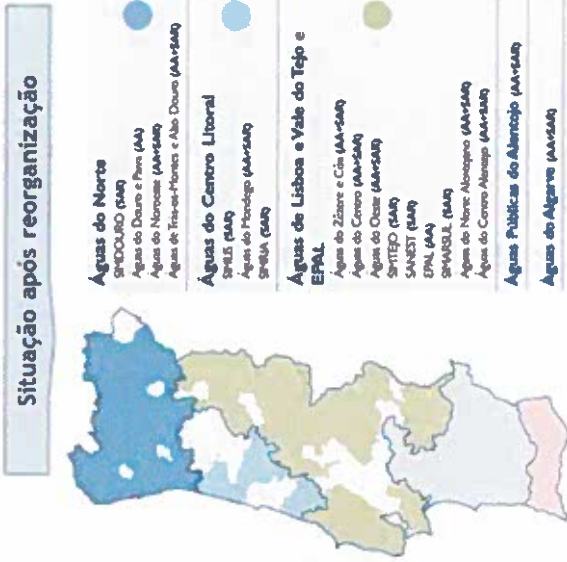 Situação após reorganização
Águas do Norte
SIMDOURO (SAR)
Águas do Douro e Paiva (AA)
Águas do Noroeste (AA+SAR)
Águas de Trás-os-Montes e Alto Douro (AA+SAR)
Águas do Centro Litoral
SIMLIS (SAR)
Águas do Mondego (AA+SAR)
SIMRIA (SAR)
Águas de Lisboa e Vale do Tejo e
EPAL
Águas do Zêzere e Côa (AA+SAR)
Águas do Centro (AA+SAR)
Águas do Oeste (AA+SAR)
SIMTEJO (SAR)
SANEST (SAR)
EPAL (AA)
SIMARSUL (SAR)
Águas do Norte Alentejano (AA+SAR)
Águas do Centro Alentejo (AA+SAR)
Águas Públicas do Alentejo (AA+SAR)
Águas do Algarve (AA+SAR)